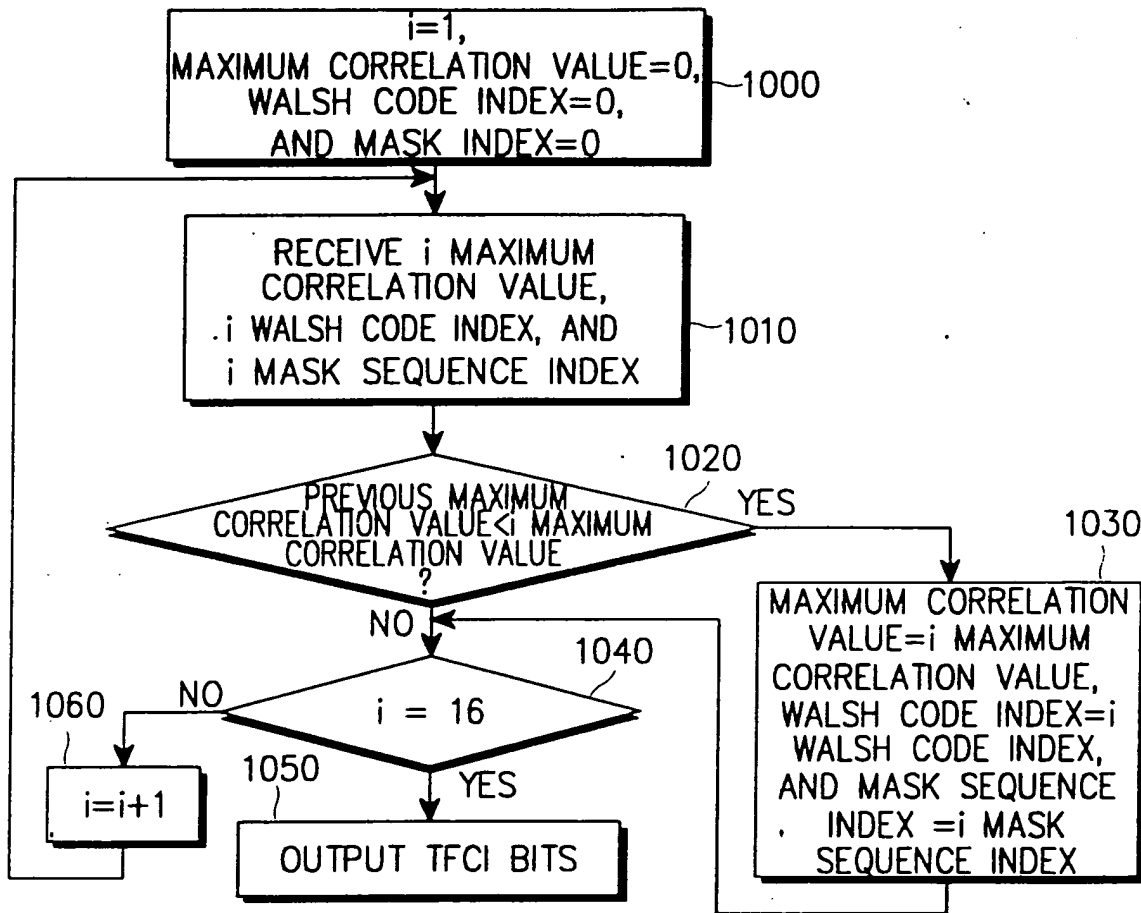 i=1,
MAXIMUM CORRELATION VALUE=0,
WALSH CODE INDEX=0,
AND MASK INDEX=0
1000
RECEIVE i MAXIMUM
CORRELATION VALUE,
i WALSH CODE INDEX, AND
i MASK SEQUENCE INDEX
1010
PREVIOUS MAXIMUM
CORRELATION VALUE<i MAXIMUM
CORRELATION VALUE
?
1020
YES
NO
1030
MAXIMUM CORRELATION
VALUE=i MAXIMUM
CORRELATION VALUE,
WALSH CODE INDEX=i
WALSH CODE INDEX,
AND MASK SEQUENCE
INDEX =i MASK
SEQUENCE INDEX
1040
i = 16
NO
YES
1060
i=i+1
1050
OUTPUT TFCI BITS